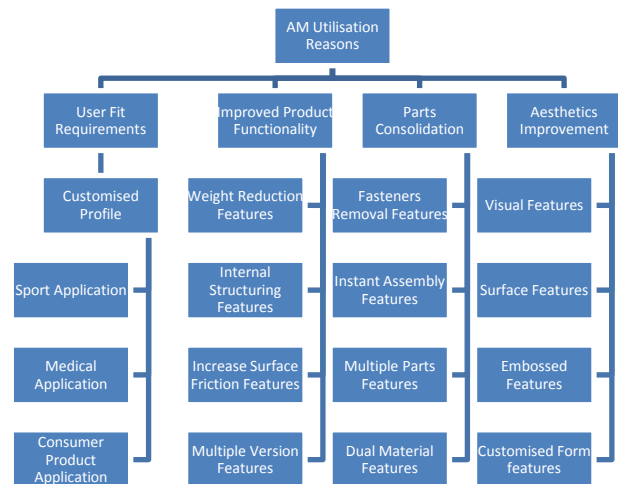 AM Utilisation
Reasons
User Fit
Requirements
Improved Product
Functionality
Parts
Consolidation
Aesthetics
Improvement
Customised
Profile
Weight Reduction
Features
Fasteners
Removal Features
Visual Features
Sport Application
Internal
Structuring
Features
Instant Assembly
Features
Surface Features
Medical
Application
Increase Surface
Friction Features
Multiple Parts
Features
Embossed
Features
Consumer
Product
Application
Multiple Version
Features
Dual Material
Features
Customised Form
features